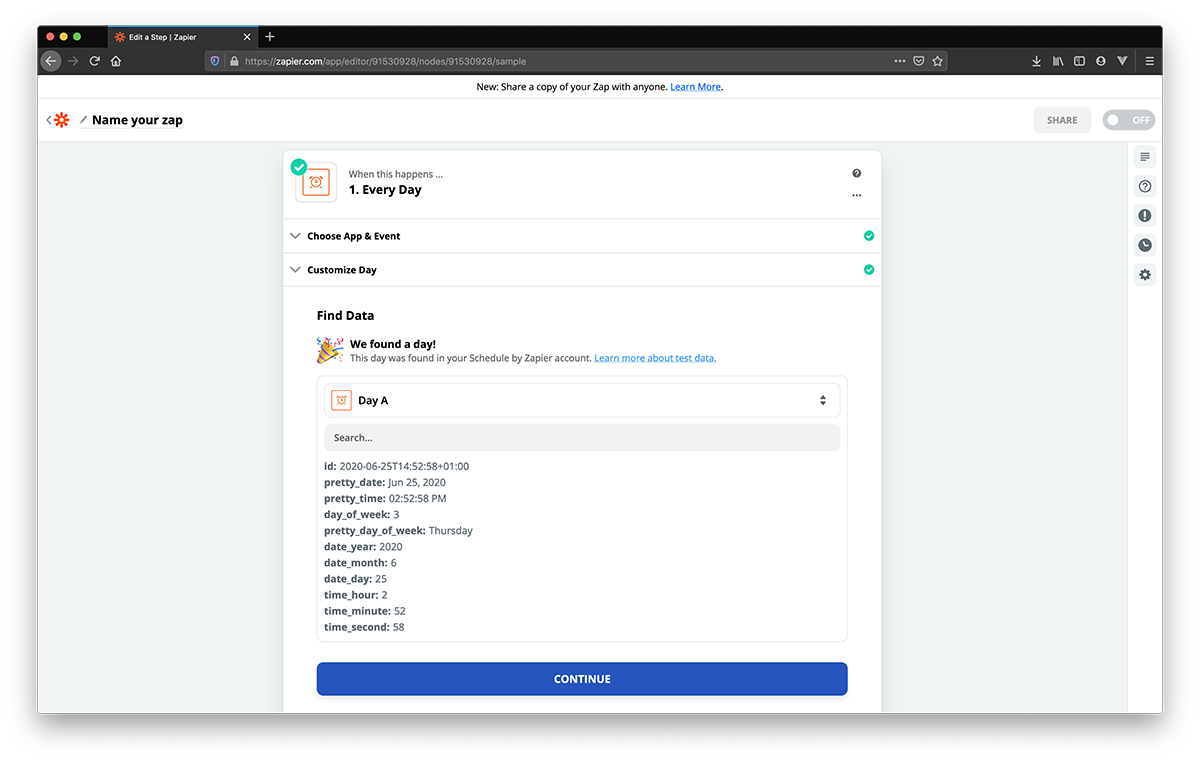 Edit a Step | Zapier
https://zapier.com/app/editor/91530928/nodes/91530928/sample
New: Share a copy of your Zap with anyone. Learn More.
Name your zap
SHARE
OFF
When this happens ...
1. Every Day
Choose App & Event
Customize Day
Find Data
We found a day!
This day was found in your Schedule by Zapier account. Learn more about test data.
Day A
Search...
id: 2020-06-25T14:52:58+01:00
pretty_date: Jun 25, 2020
pretty_time: 02:52:58 PM
day_of_week: 3
pretty_day_of_week: Thursday
date_year: 2020
date_month: 6
date_day: 25
time_hour: 2
time_minute: 52
time_second: 58
CONTINUE